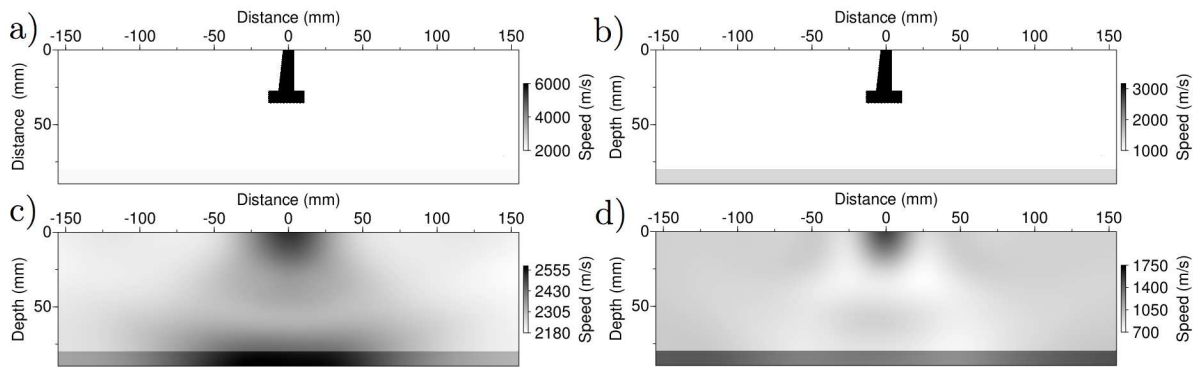 a)
Distance (mm)
-150 -100 -50 0 50 100 150
0
50
Distance (mm)
6000
4000
2000
Speed (m/s)
b)
Distance (mm)
-150 -100 -50 0 50 100 150
0
50
Depth (mm)
3000
2000
1000
Speed (m/s)
c)
Distance (mm)
-150 -100 -50 0 50 100 150
0
50
Depth (mm)
2555
2430
2305
2180
Speed (m/s)
d)
Distance (mm)
-150 -100 -50 0 50 100 150
0
50
Depth (mm)
1750
1400
1050
700
Speed (m/s)